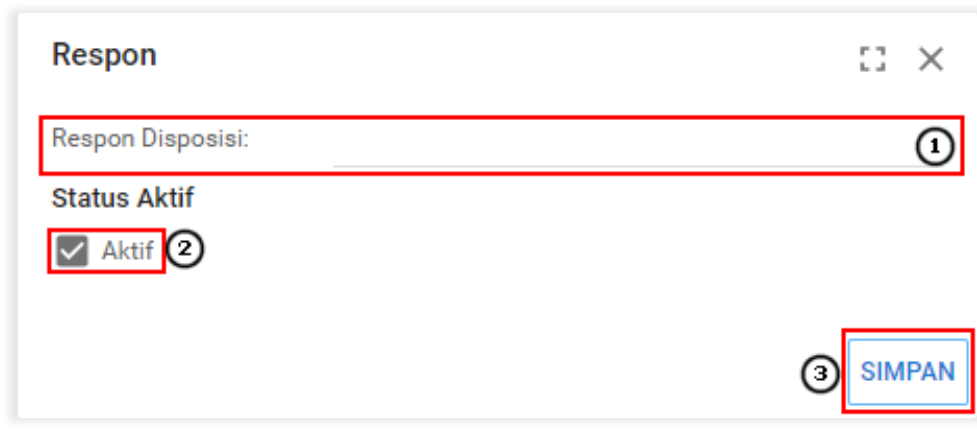 Respon
Respon Disposisi: 1
Status Aktif
Aktif 2
3 SIMPAN